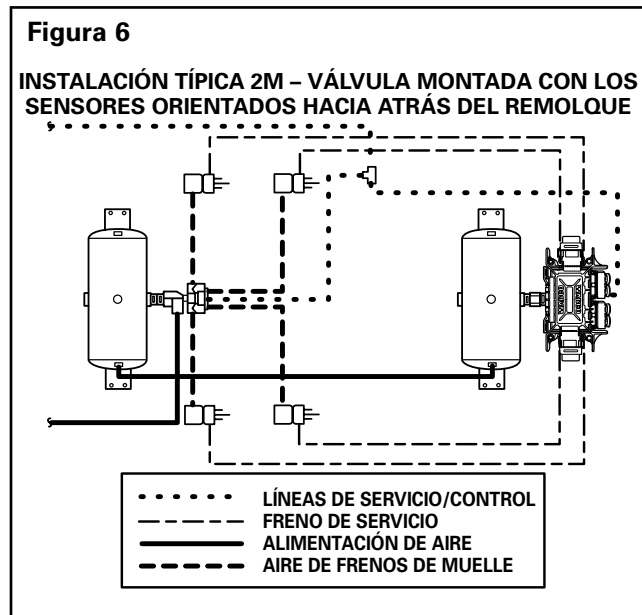 Figura 6
INSTALACIÓN TÍPICA 2M – VÁLVULA MONTADA CON LOS
SENSORES ORIENTADOS HACIA ATRÁS DEL REMOLQUE
LÍNEAS DE SERVICIO/CONTROL
FRENO DE SERVICIO
ALIMENTACIÓN DE AIRE
AIRE DE FRENOS DE MUELLE